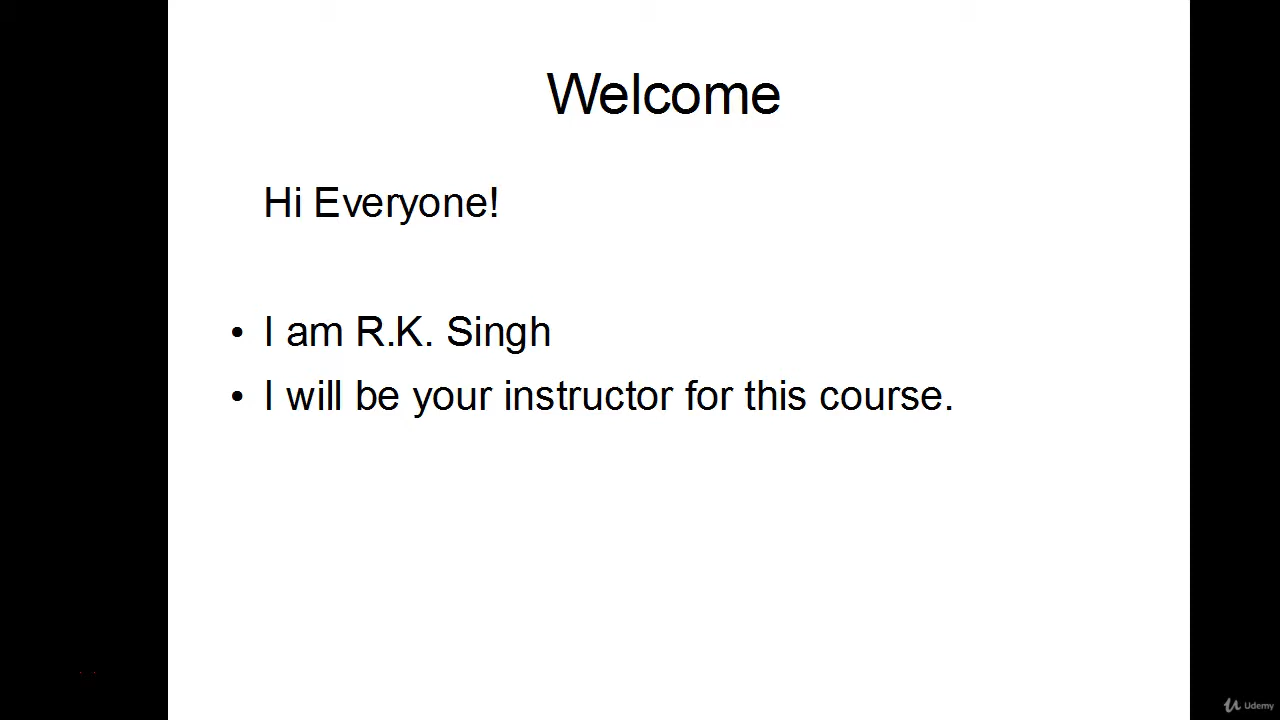 Welcome
Hi Everyone!
• I am R.K. Singh
• I will be your instructor for this course.
Udemy